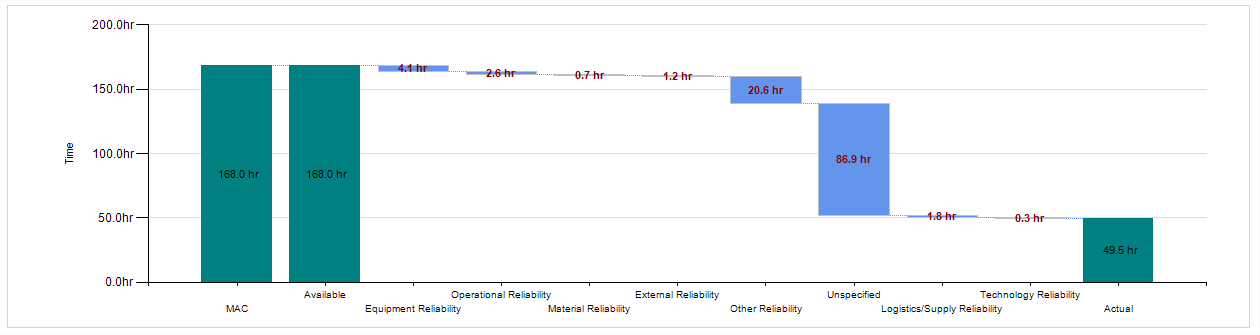 200.0hr
150.0hr
100.0hr
50.0hr
0.0hr
Time
168.0 hr
168.0 hr
4.1 hr
2.6 hr
0.7 hr
1.2 hr
20.6 hr
86.9 hr
1.8 hr
0.3 hr
49.5 hr
Available
Operational Reliability
External Reliability
Unspecified
Technology Reliability
MAC
Equipment Reliability
Material Reliability
Other Reliability
Logistics/Supply Reliability
Actual